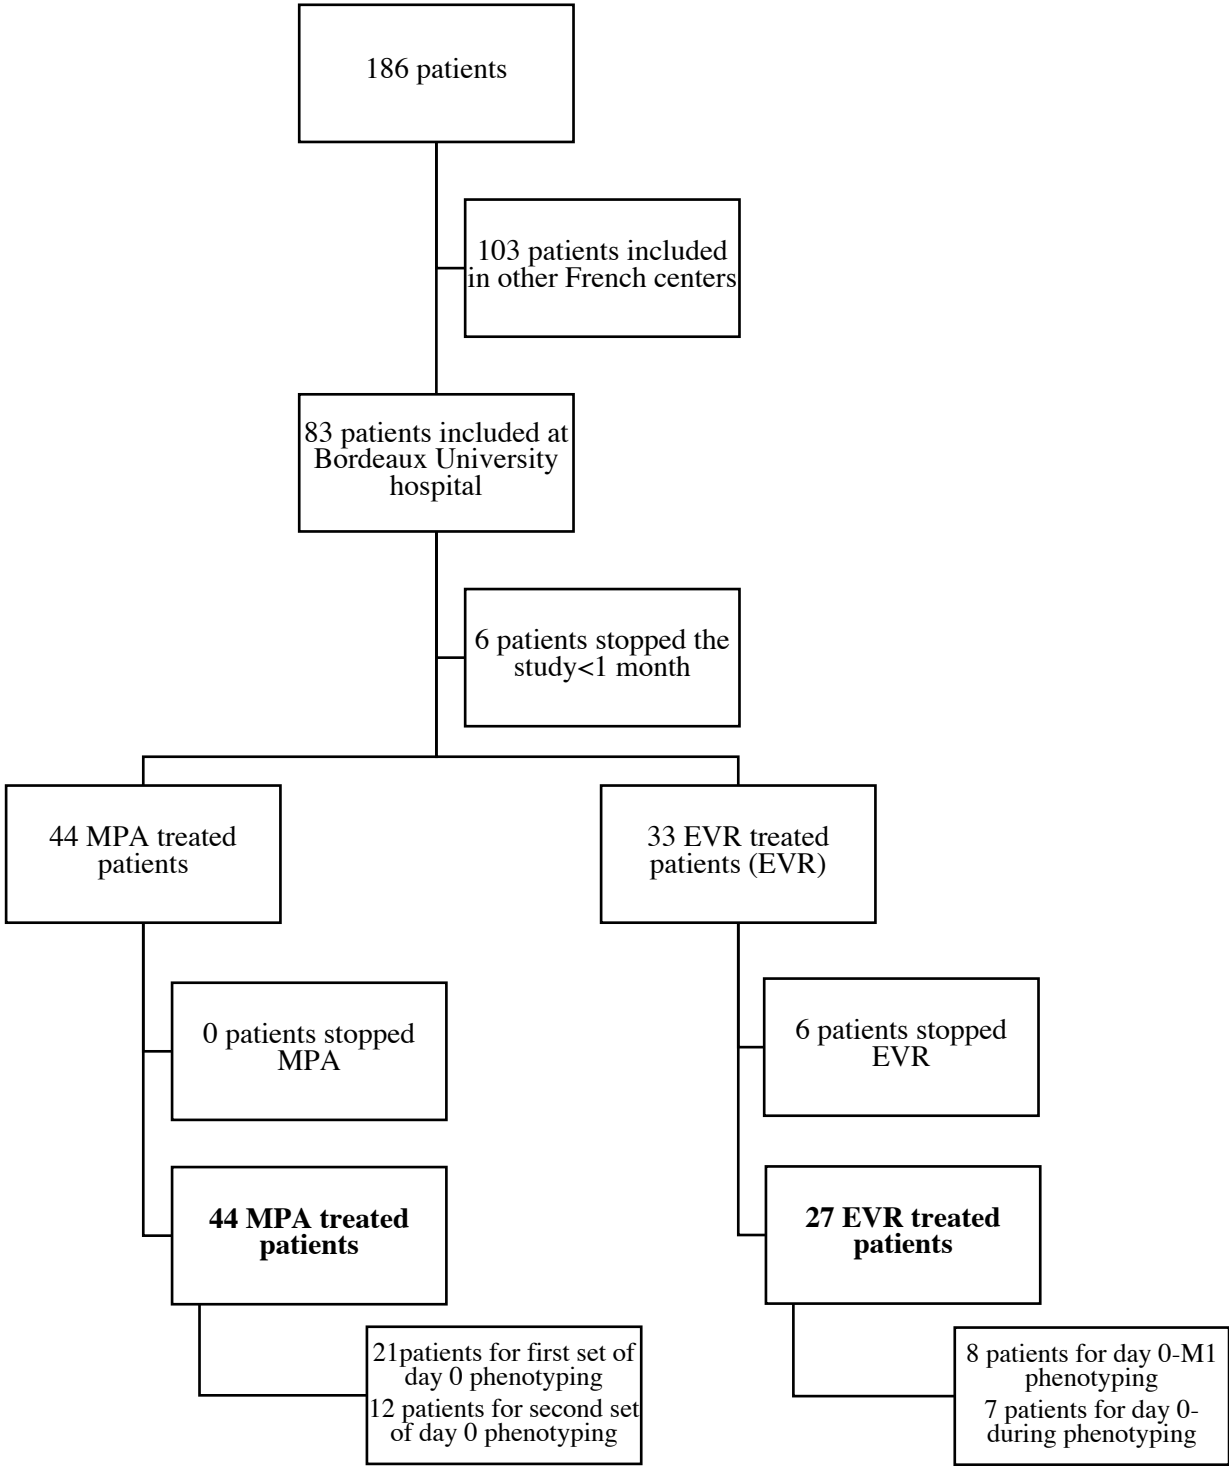 186 patients
103 patients included
in other French centers
83 patients included at
Bordeaux University
hospital
6 patients stopped the
study<1 month
44 MPA treated
patients
33 EVR treated
patients (EVR)
0 patients stopped
MPA
6 patients stopped
EVR
44 MPA treated
patients
27 EVR treated
patients
21patients for first set of
day 0 phenotyping
12 patients for second set
of day 0 phenotyping
8 patients for day 0-M1
phenotyping
7 patients for day 0-
during phenotyping